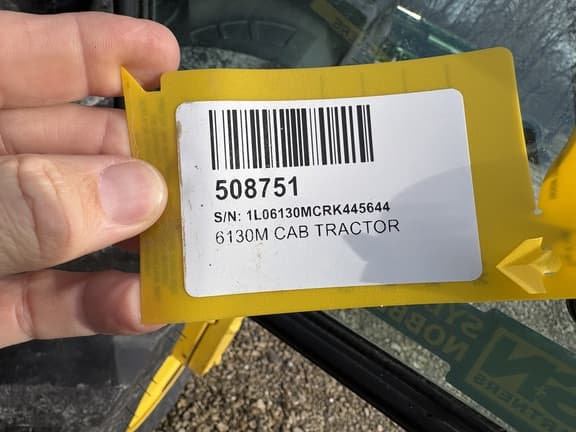 508751
S/N: 1L06130MCRK445644
6130M CAB TRACTOR